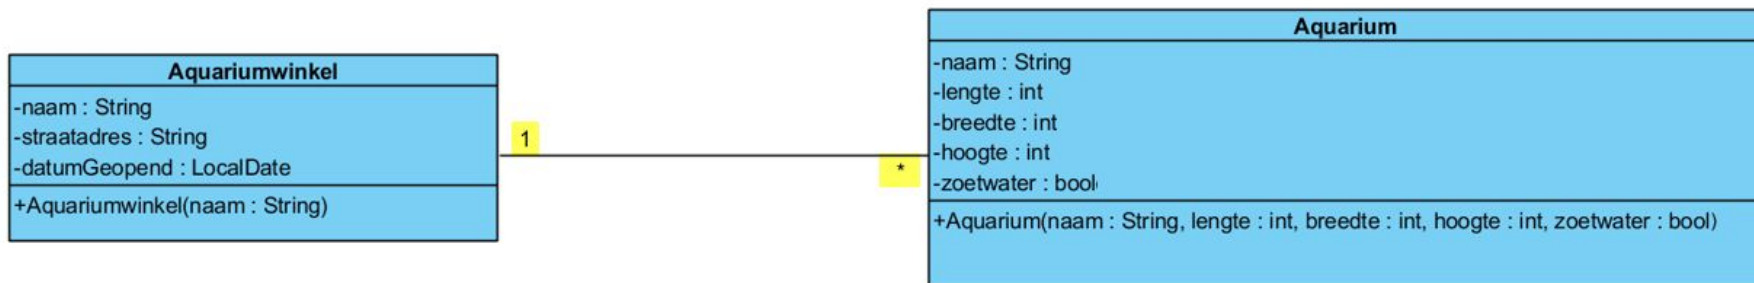 Aquariumwinkel
-naam : String
-straatadres : String
-datumGeopend : LocalDate
+Aquariumwinkel(naam : String)
1
*
Aquarium
-naam : String
-lengte : int
-breedte : int
-hoogte : int
-zoetwater : bool
+Aquarium(naam : String, lengte : int, breedte : int, hoogte : int, zoetwater : bool)